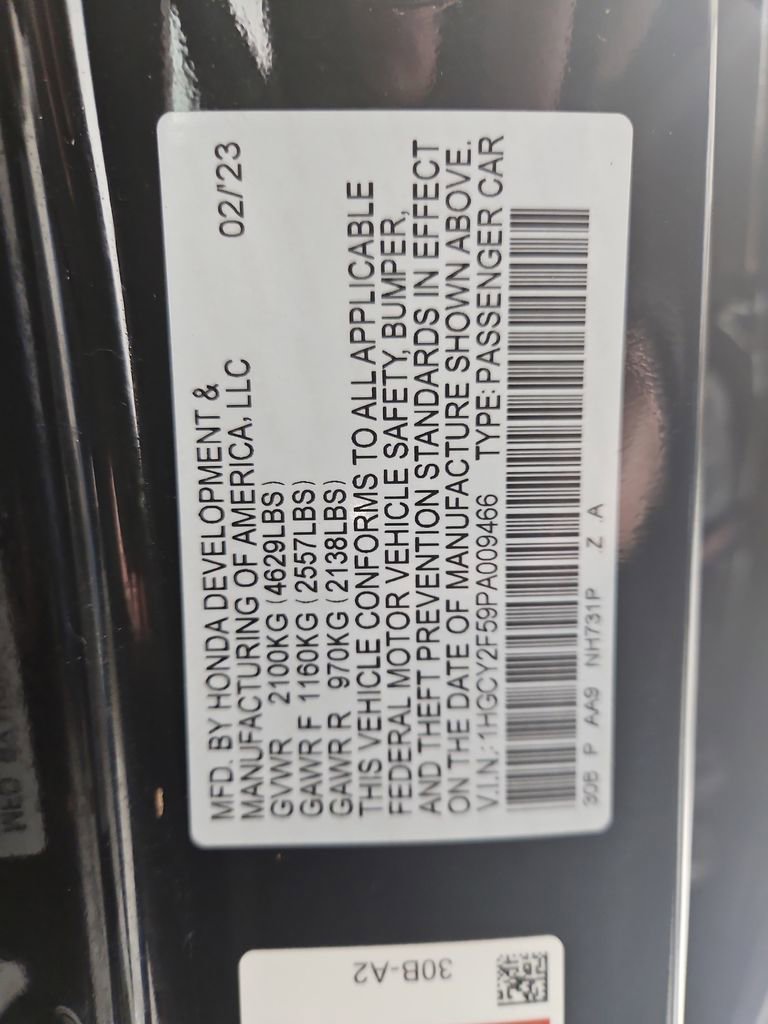 MFD. BY HONDA DEVELOPMENT & 02/'23
MANUFACTURING OF AMERICA, LLC
GVWR 2100KG (4629LBS)
GAWR F 1160KG (2557LBS)
GAWR R 970KG (2138LBS)
THIS VEHICLE CONFORMS TO ALL APPLICABLE
FEDERAL MOTOR VEHICLE SAFETY, BUMPER,
AND THEFT PREVENTION STANDARDS IN EFFECT
ON THE DATE OF MANUFACTURE SHOWN ABOVE.
V.I.N.: 1HGCY2F59PA009466 TYPE: PASSENGER CAR
30B P AA9 NH731P Z A
30B-A2